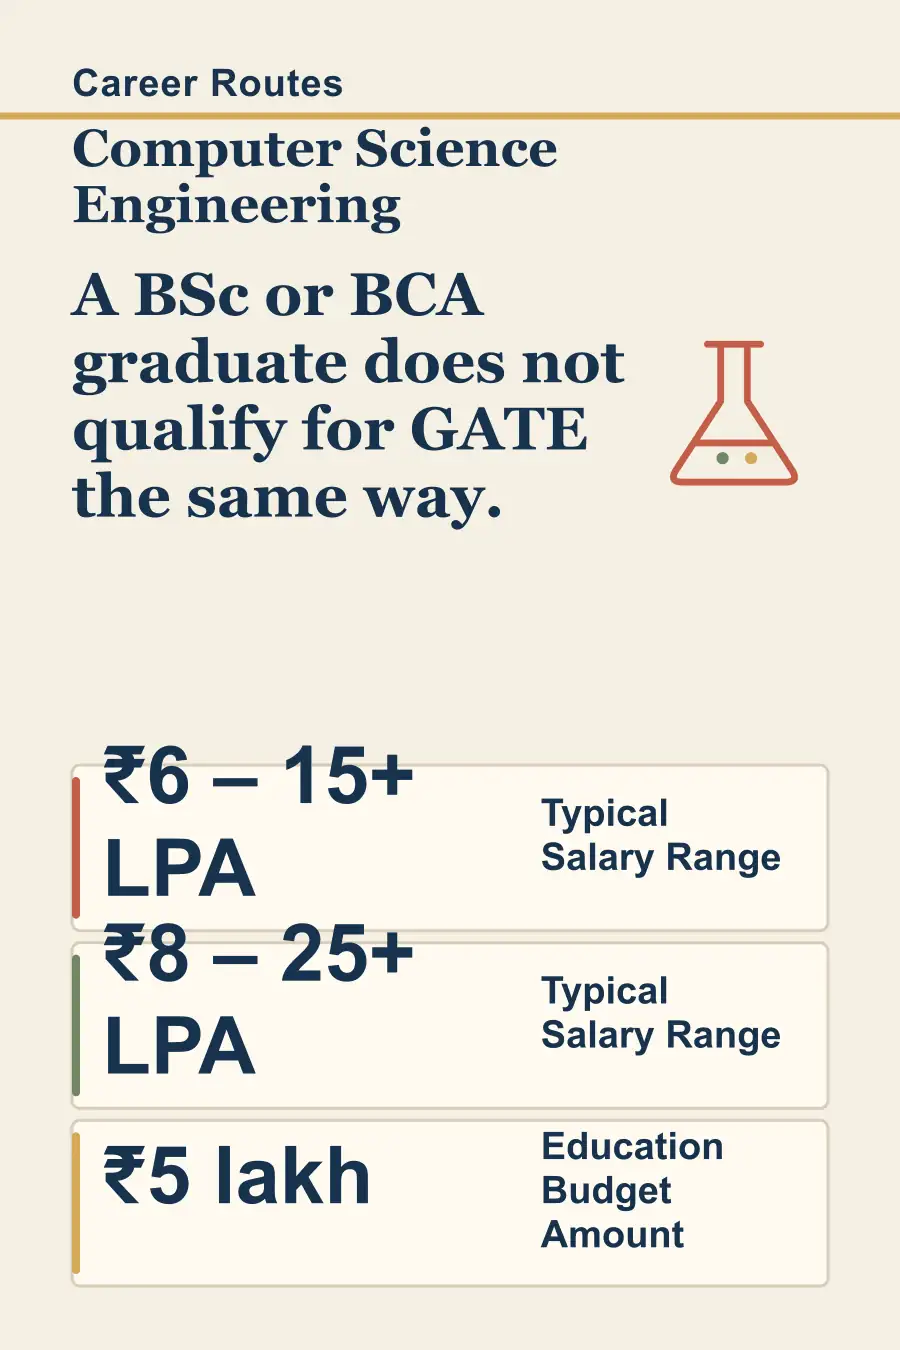 Career Routes
Computer Science
Engineering
A BSc or BCA
graduate does not
qualify for GATE
the same way.
₹6 – 15+
LPA
Typical
Salary Range
₹8 – 25+
LPA
Typical
Salary Range
₹5 lakh
Education
Budget
Amount